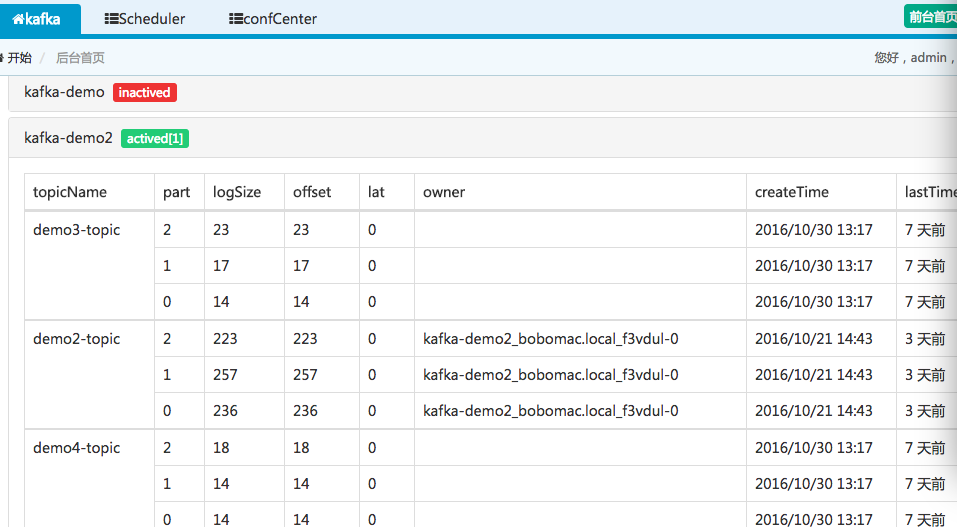 kafka Scheduler confCenter 前台首页
开始 / 后台首页 您好，admin，
kafka-demo inactived
kafka-demo2 actived[1]
topicName part logSize offset lat owner createTime lastTime
demo3-topic 2 23 23 0 2016/10/30 13:17 7 天前
1 17 17 0 2016/10/30 13:17 7 天前
0 14 14 0 2016/10/30 13:17 7 天前
demo2-topic 2 223 223 0 kafka-demo2_bobomac.local_f3vdul-0 2016/10/21 14:43 3 天前
1 257 257 0 kafka-demo2_bobomac.local_f3vdul-0 2016/10/21 14:43 3 天前
0 236 236 0 kafka-demo2_bobomac.local_f3vdul-0 2016/10/21 14:43 3 天前
demo4-topic 2 18 18 0 2016/10/30 13:17 7 天前
1 14 14 0 2016/10/30 13:17 7 天前
0 14 14 0 2016/10/30 13:17 7 天前